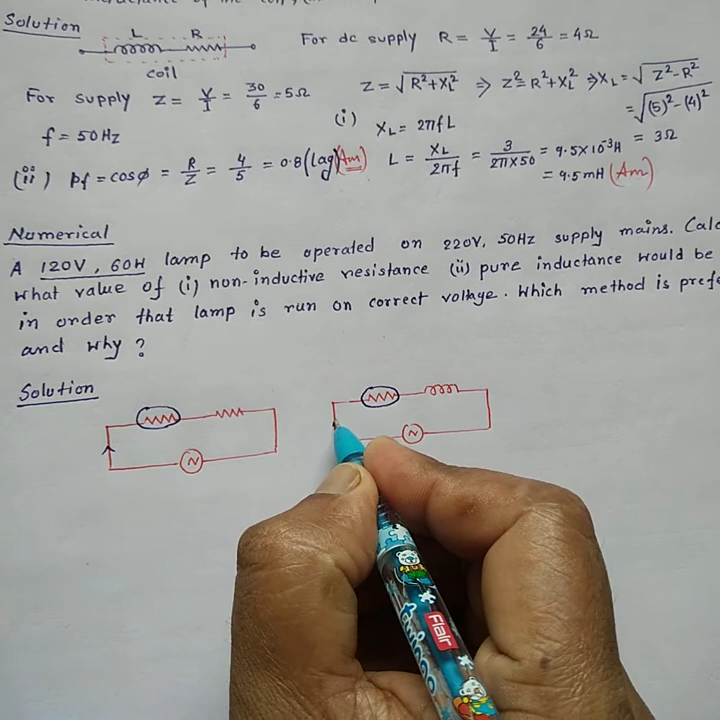 Solution
L R
coil
For dc supply R = V/I = 24/6 = 4Ω
For supply Z = V/I = 30/6 = 5Ω
Z = √R²+X_L² ⇒ Z² = R²+X_L² ⇒ X_L = √Z²-R²
= √(5)²-(4)²
= 3Ω
f = 50Hz
(i) X_L = 2πfL
L = X_L/2πf = 3/2π×50 = 9.5×10⁻³H
= 9.5mH (Ans)
(ii) pf = cosφ = R/Z = 4/5 = 0.8 (lag) (Ans)
Numerical
A 120V, 60W lamp to be operated on 220V, 50Hz supply mains. Calc
what value of (i) non-inductive resistance (ii) pure inductance would be
in order that lamp is run on correct voltage. Which method is prefe
and why?
Solution
Flair